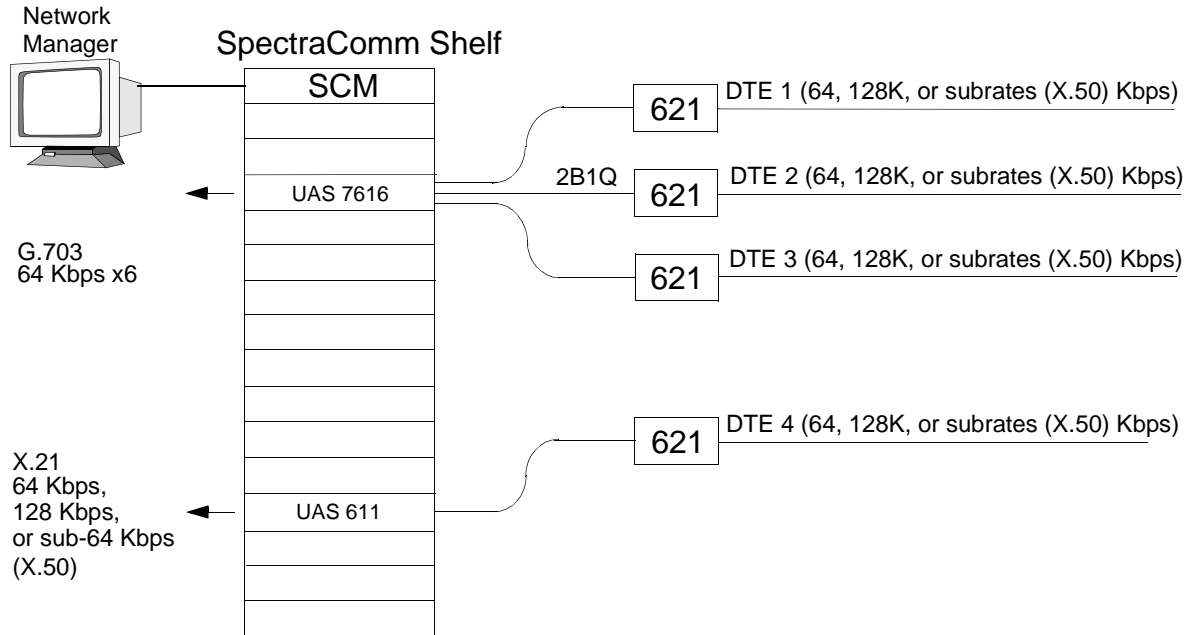 Network
Manager
SpectraComm Shelf
SCM
621
DTE 1 (64, 128K, or subrates (X.50) Kbps)
UAS 7616
2B1Q
621
DTE 2 (64, 128K, or subrates (X.50) Kbps)
G.703
64 Kbps x6
621
DTE 3 (64, 128K, or subrates (X.50) Kbps)
621
DTE 4 (64, 128K, or subrates (X.50) Kbps)
X.21
64 Kbps,
128 Kbps,
or sub-64 Kbps
(X.50)
UAS 611